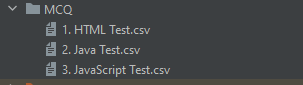 MCQ
1. HTML Test.csv
2. Java Test.csv
3. JavaScript Test.csv